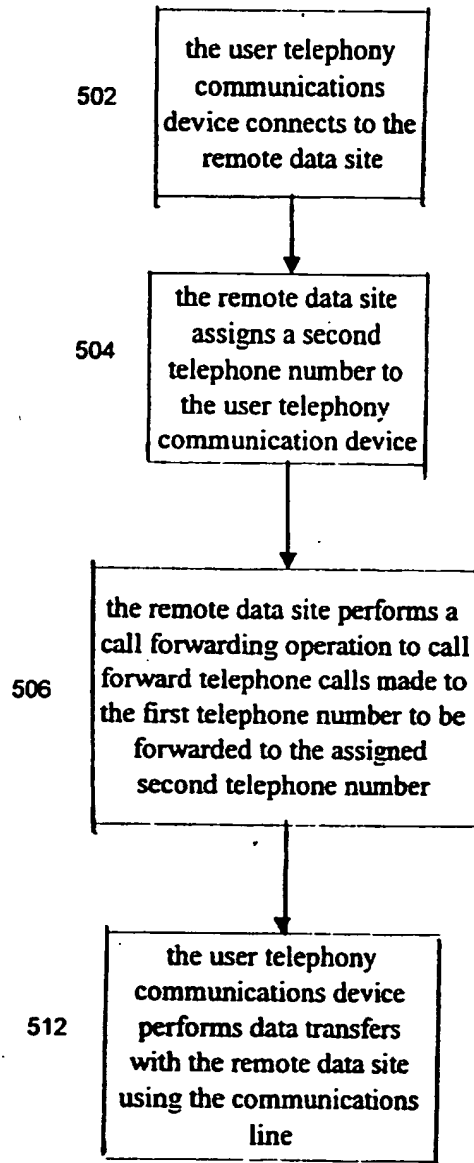 502
the user telephony
communications
device connects to the
remote data site
504
the remote data site
assigns a second
telephone number to
the user telephony
communication device
506
the remote data site performs a
call forwarding operation to call
forward telephone calls made to
the first telephone number to be
forwarded to the assigned
second telephone number
512
the user telephony
communications device
performs data transfers
with the remote data site
using the communications
line